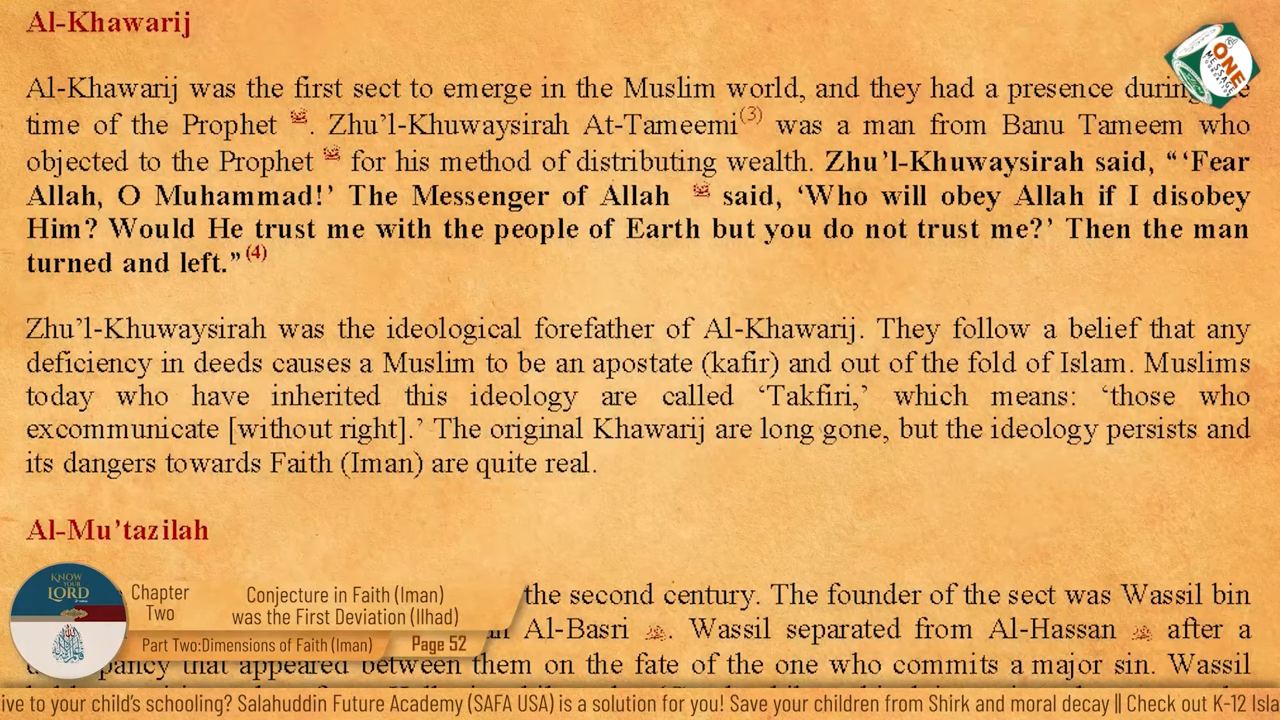 Al-Khawarij
Al-Khawarij was the first sect to emerge in the Muslim world, and they had a presence during
time of the Prophet ﷺ. Zhu’l-Khuwaysirah At-Tameemi(3) was a man from Banu Tameem who
objected to the Prophet ﷺ for his method of distributing wealth. Zhu’l-Khuwaysirah said, “‘Fear
Allah, O Muhammad!’ The Messenger of Allah ﷺ said, ‘Who will obey Allah if I disobey
Him? Would He trust me with the people of Earth but you do not trust me?’ Then the man
turned and left.”(4)
Zhu’l-Khuwaysirah was the ideological forefather of Al-Khawarij. They follow a belief that any
deficiency in deeds causes a Muslim to be an apostate (kafir) and out of the fold of Islam. Muslims
today who have inherited this ideology are called ‘Takfiri,’ which means: ‘those who
excommunicate [without right].’ The original Khawarij are long gone, but the ideology persists and
its dangers towards Faith (Iman) are quite real.
Al-Mu’tazilah
the second century. The founder of the sect was Wassil bin
Al-Basri . Wassil separated from Al-Hassan after a
that appeared between them on the fate of the one who commits a major sin. Wassil
ONE
MESSAGE
KNOW
YOUR
LORD
Chapter
Two
Conjecture in Faith (Iman)
was the First Deviation (Ilhad)
Part Two:Dimensions of Faith (Iman)
Page 52
ive to your child’s schooling? Salahuddin Future Academy (SAFA USA) is a solution for you! Save your children from Shirk and moral decay || Check out K-12 Isla